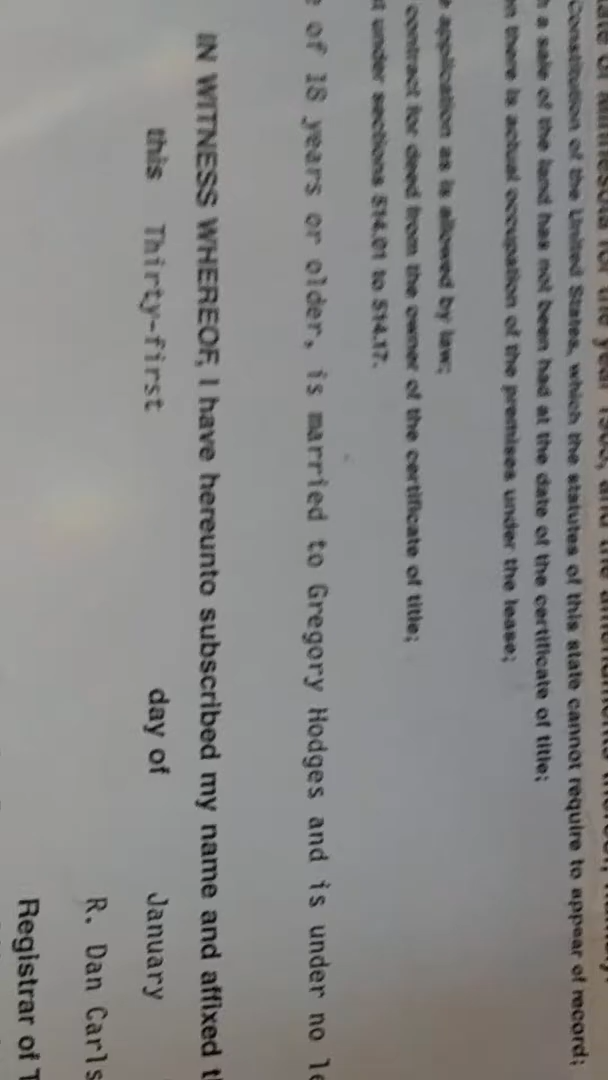 for the year
Constitution of the United States, which the statutes of this state cannot require to appear of record;
a sale of the land has not been had at the date of the certificate of title;
there is actual occupation of the premises under the lease;
application as is allowed by law;
contract for deed from the owner of the certificate of title;
under sections 514.01 to 514.17.
of 18 years or older, is married to Gregory Hodges and is under no le
IN WITNESS WHEREOF, I have hereunto subscribed my name and affixed th
this Thirty-first day of January
R. Dan Carls
Registrar of T